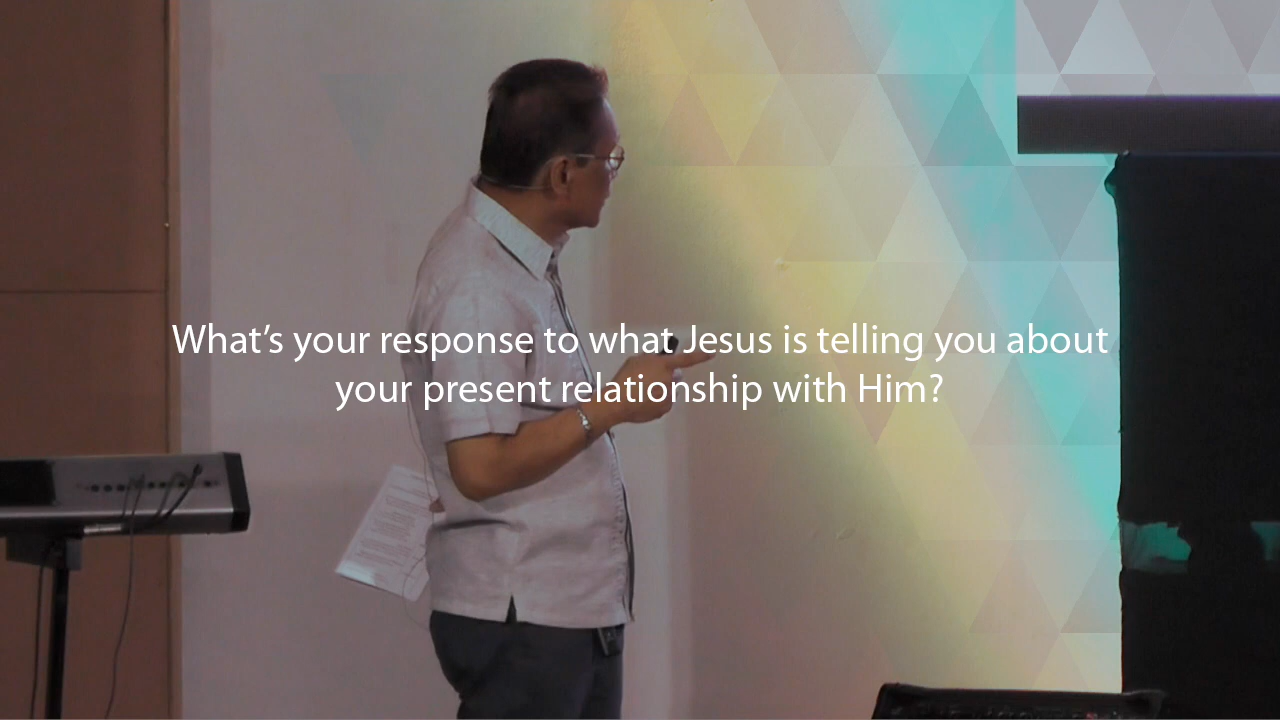 What’s your response to what Jesus is telling you about
your present relationship with Him?